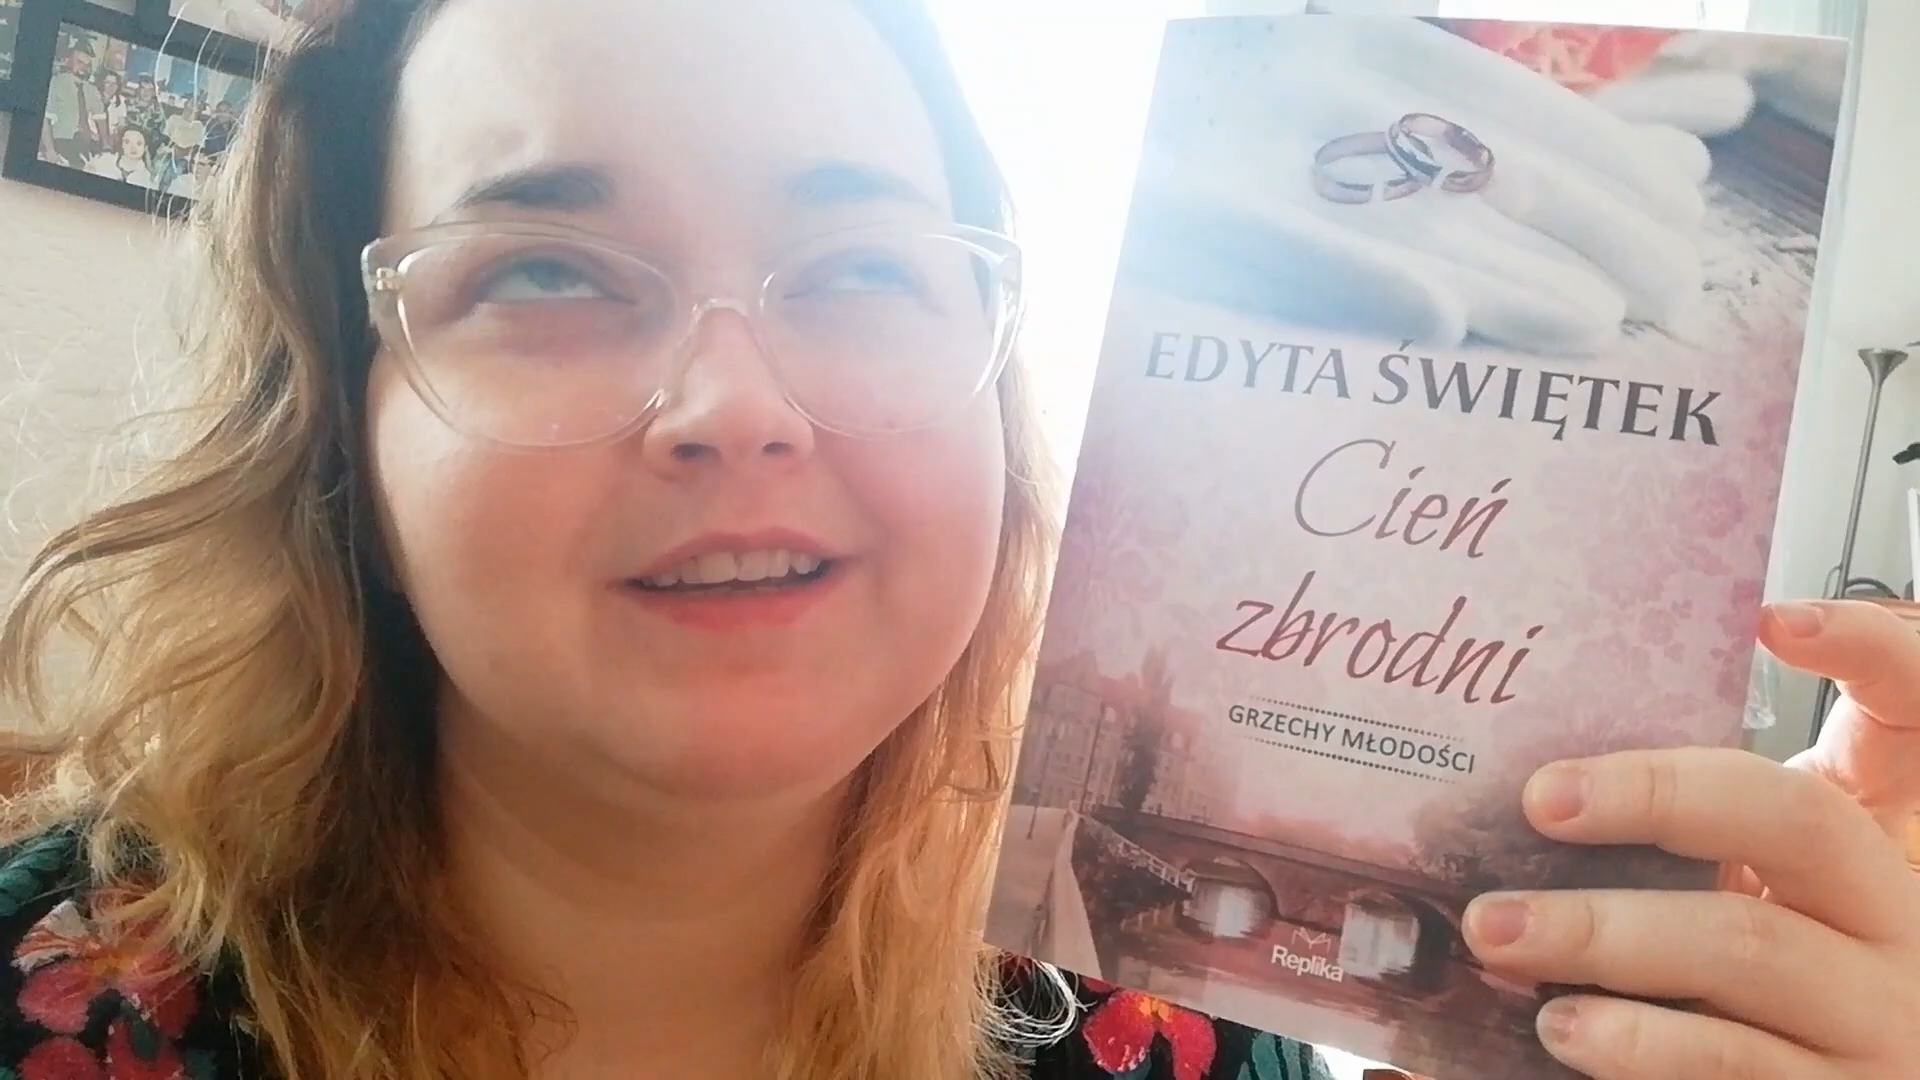 EDYTA ŚWIĘTEK
Cień
zbrodni
GRZECHY MŁODOŚCI
Replika